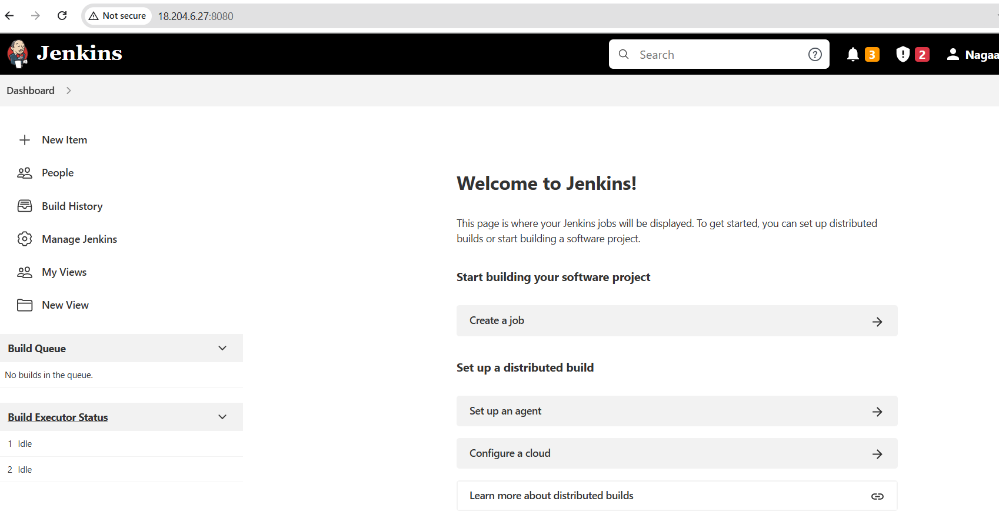 Not secure 18.204.6.27:8080
Jenkins
Search
3
2
Nagaa
Dashboard
New Item
People
Build History
Manage Jenkins
My Views
New View
Build Queue
No builds in the queue.
Build Executor Status
1 Idle
2 Idle
Welcome to Jenkins!
This page is where your Jenkins jobs will be displayed. To get started, you can set up distributed
builds or start building a software project.
Start building your software project
Create a job
Set up a distributed build
Set up an agent
Configure a cloud
Learn more about distributed builds